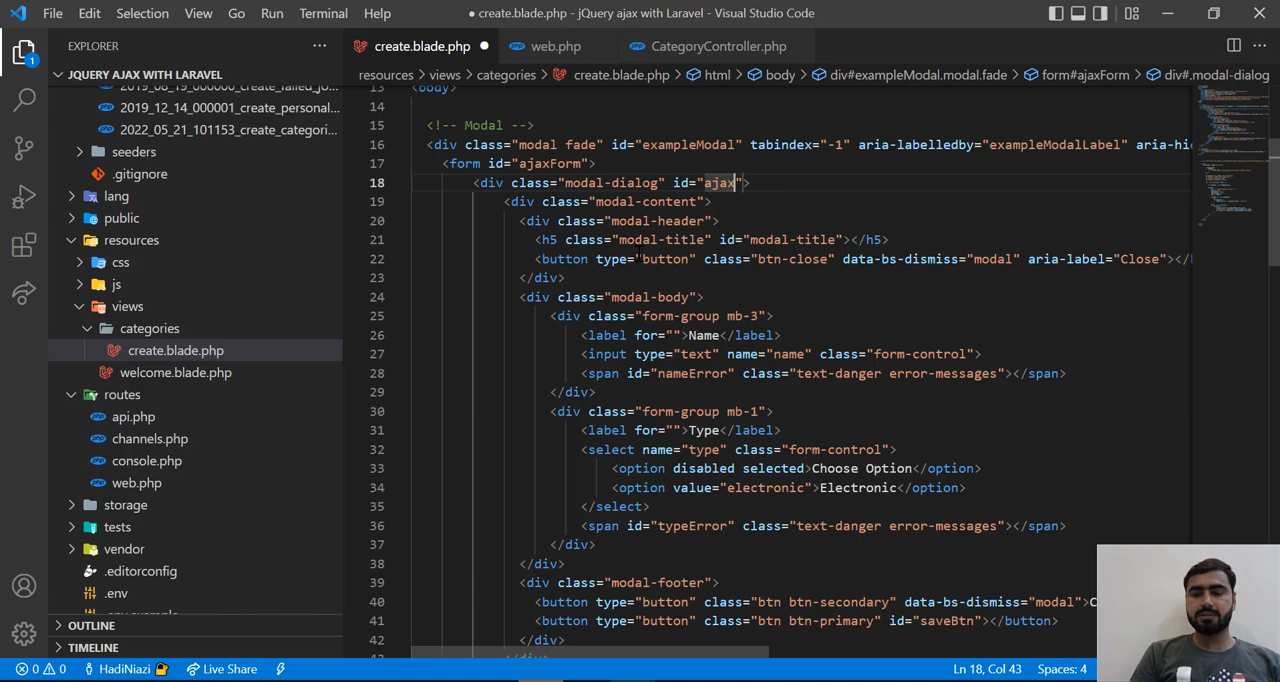 File Edit Selection View Go Run Terminal Help
● create.blade.php - jQuery ajax with Laravel - Visual Studio Code
EXPLORER
create.blade.php
web.php
CategoryController.php
1
JQUERY AJAX WITH LARAVEL
resources > views > categories > create.blade.php > html > body > div#exampleModal.modal.fade > form#ajaxForm > div#.modal-dialog
2019_08_19_000000_create_failed_jo...
2019_12_14_000001_create_personal...
2022_05_21_101153_create_categori...
seeders
.gitignore
lang
public
resources
css
js
views
categories
create.blade.php
welcome.blade.php
routes
api.php
channels.php
console.php
web.php
storage
tests
vendor
.editorconfig
.env
.env.example
OUTLINE
TIMELINE
13 <body>
14
15 <!-- Modal -->
16 <div class="modal fade" id="exampleModal" tabindex="-1" aria-labelledby="exampleModalLabel" aria-hi
17 <form id="ajaxForm">
18 <div class="modal-dialog" id="ajax">
19 <div class="modal-content">
20 <div class="modal-header">
21 <h5 class="modal-title" id="modal-title"></h5>
22 <button type="button" class="btn-close" data-bs-dismiss="modal" aria-label="Close"></
23 </div>
24 <div class="modal-body">
25 <div class="form-group mb-3">
26 <label for="">Name</label>
27 <input type="text" name="name" class="form-control">
28 <span id="nameError" class="text-danger error-messages"></span>
29 </div>
30 <div class="form-group mb-1">
31 <label for="">Type</label>
32 <select name="type" class="form-control">
33 <option disabled selected>Choose Option</option>
34 <option value="electronic">Electronic</option>
35 </select>
36 <span id="typeError" class="text-danger error-messages"></span>
37 </div>
38 </div>
39 <div class="modal-footer">
40 <button type="button" class="btn btn-secondary" data-bs-dismiss="modal">C
41 <button type="button" class="btn btn-primary" id="saveBtn"></button>
42 </div>
0 0 HadiNiazi Live Share
Ln 18, Col 43 Spaces: 4